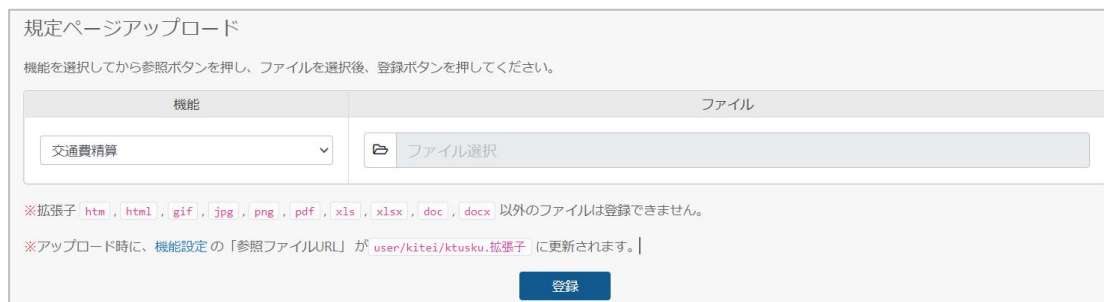 規定ページアップロード
機能を選択してから参照ボタンを押し、ファイルを選択後、登録ボタンを押してください。
機能 ファイル
交通費精算 ファイル選択
※拡張子 htm , html , gif , jpg , png , pdf , xls , xlsx , doc , docx 以外のファイルは登録できません。
※アップロード時に、機能設定の「参照ファイルURL」が user/kitei/ktusku.拡張子 に更新されます。
登録